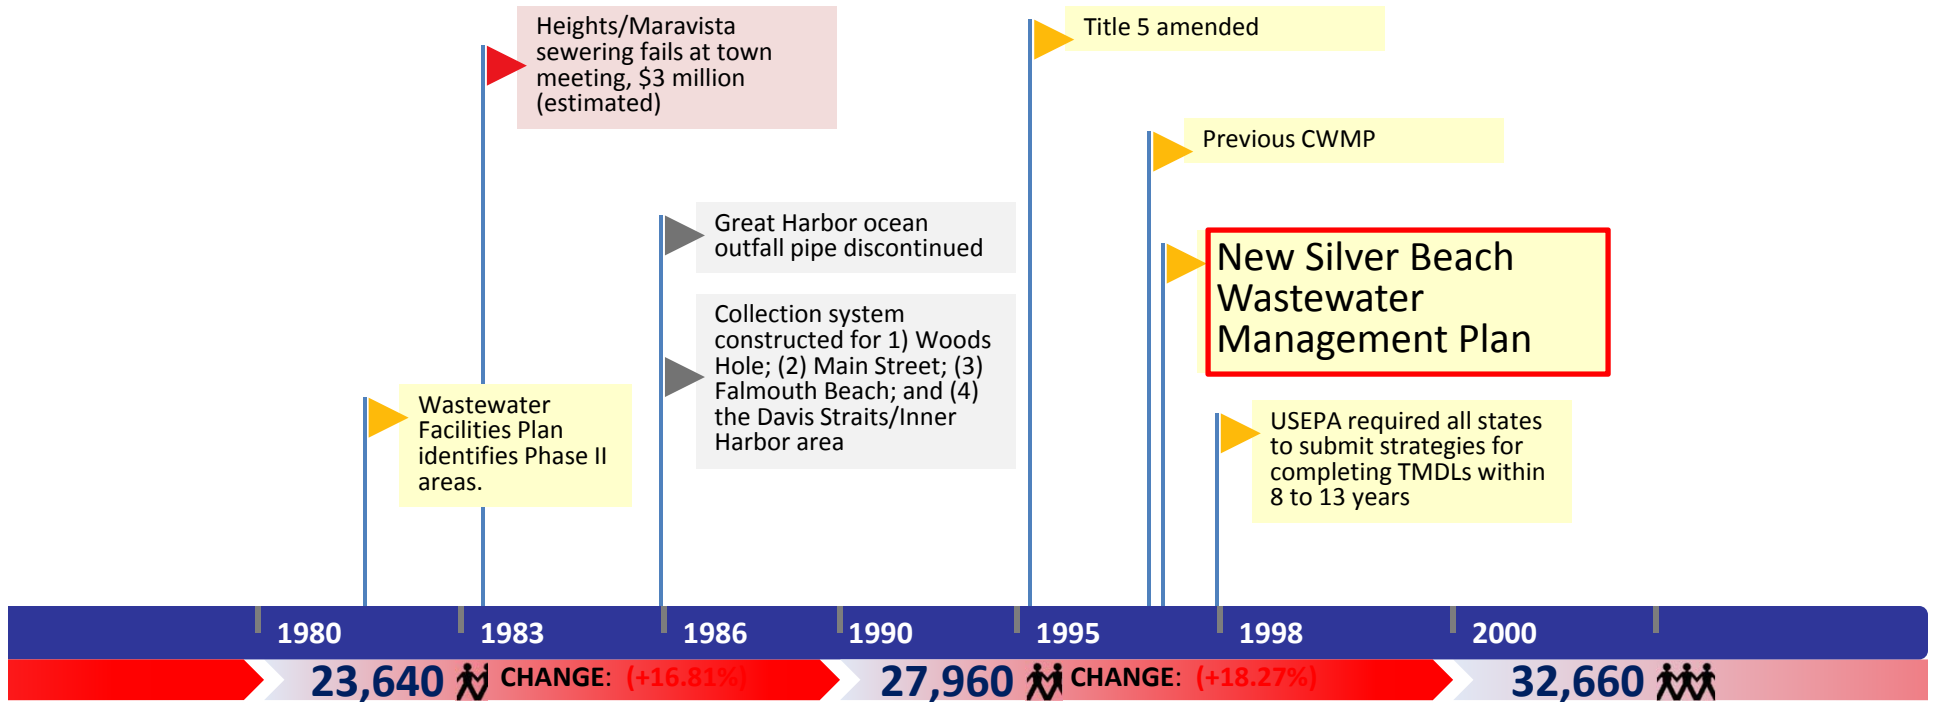 Heights/Maravista
sewering fails at town
meeting, $3 million
(estimated)
Title 5 amended
Previous CWMP
Great Harbor ocean
outfall pipe discontinued
New Silver Beach
Wastewater
Management Plan
Collection system
constructed for 1) Woods
Hole; (2) Main Street; (3)
Falmouth Beach; and (4)
the Davis Straits/Inner
Harbor area
Wastewater
Facilities Plan
identifies Phase II
areas.
USEPA required all states
to submit strategies for
completing TMDLs within
8 to 13 years
1980 1983 1986 1990 1995 1998 2000
23,640 CHANGE: (+16.81%) 27,960 CHANGE: (+18.27%) 32,660